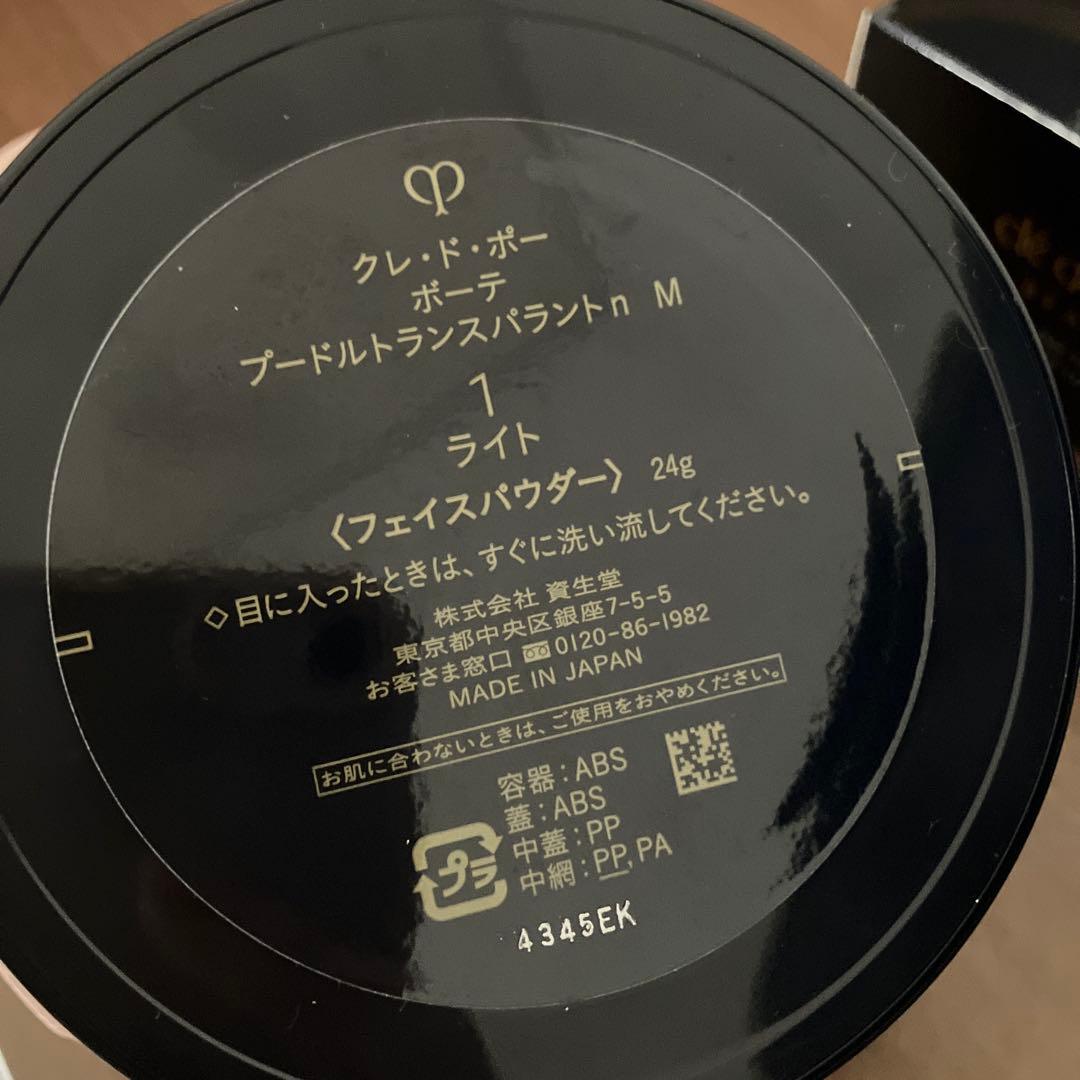 クレ・ド・ポー
ボーテ
プードルトランスパラントn M
1
ライト
〈フェイスパウダー〉 24g
◇目に入ったときは、すぐに洗い流してください。
株式会社 資生堂
東京都中央区銀座7-5-5
お客さま窓口 0120-86-1982
MADE IN JAPAN
お肌に合わないときは、ご使用をおやめください。
容器:ABS
蓋:ABS
中蓋:PP
中網:PP,PA
プラ
4345EK